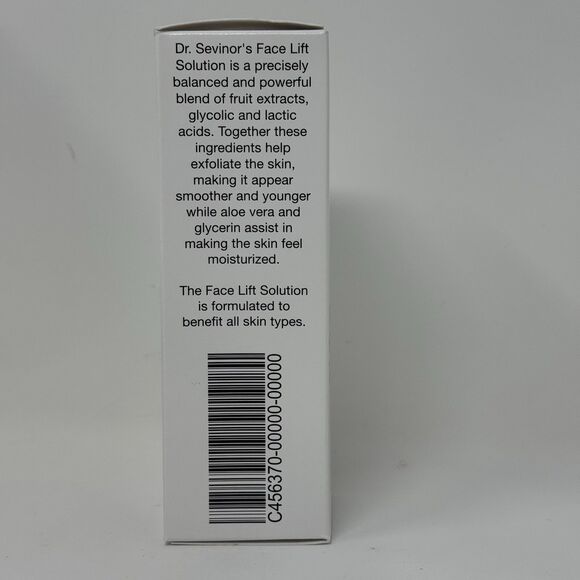 Dr. Sevinor's Face Lift
Solution is a precisely
balanced and powerful
blend of fruit extracts,
glycolic and lactic
acids. Together these
ingredients help
exfoliate the skin,
making it appear
smoother and younger
while aloe vera and
glycerin assist in
making the skin feel
moisturized.
The Face Lift Solution
is formulated to
benefit all skin types.
C456370-00000-00000